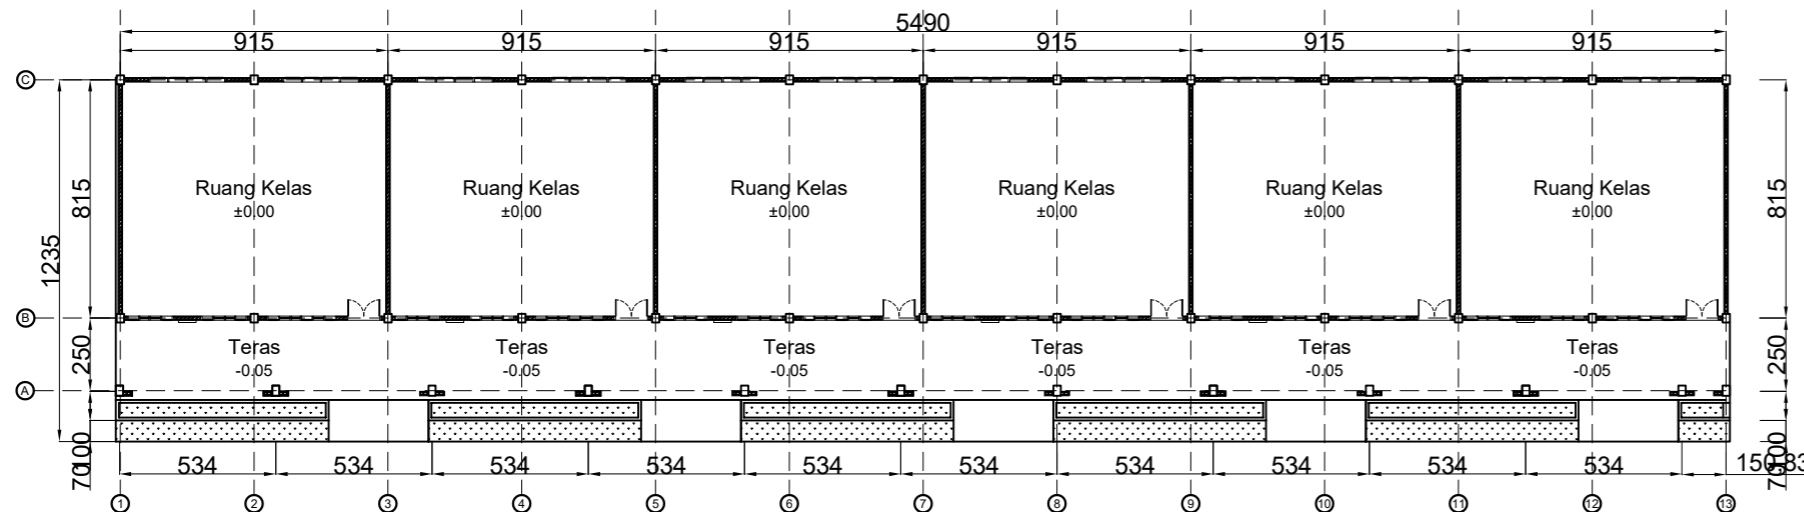 5490
915 915 915 915 915 915
C
Ruang Kelas Ruang Kelas Ruang Kelas Ruang Kelas Ruang Kelas Ruang Kelas
±0.00 ±0.00 ±0.00 ±0.00 ±0.00 ±0.00
815 815
1235
B
Teras Teras Teras Teras Teras Teras
-0.05 -0.05 -0.05 -0.05 -0.05 -0.05
250 250
A
100 100
70 70
534 534 534 534 534 534 534 534 534 534
1 2 3 4 5 6 7 8 9 10 11 12 13